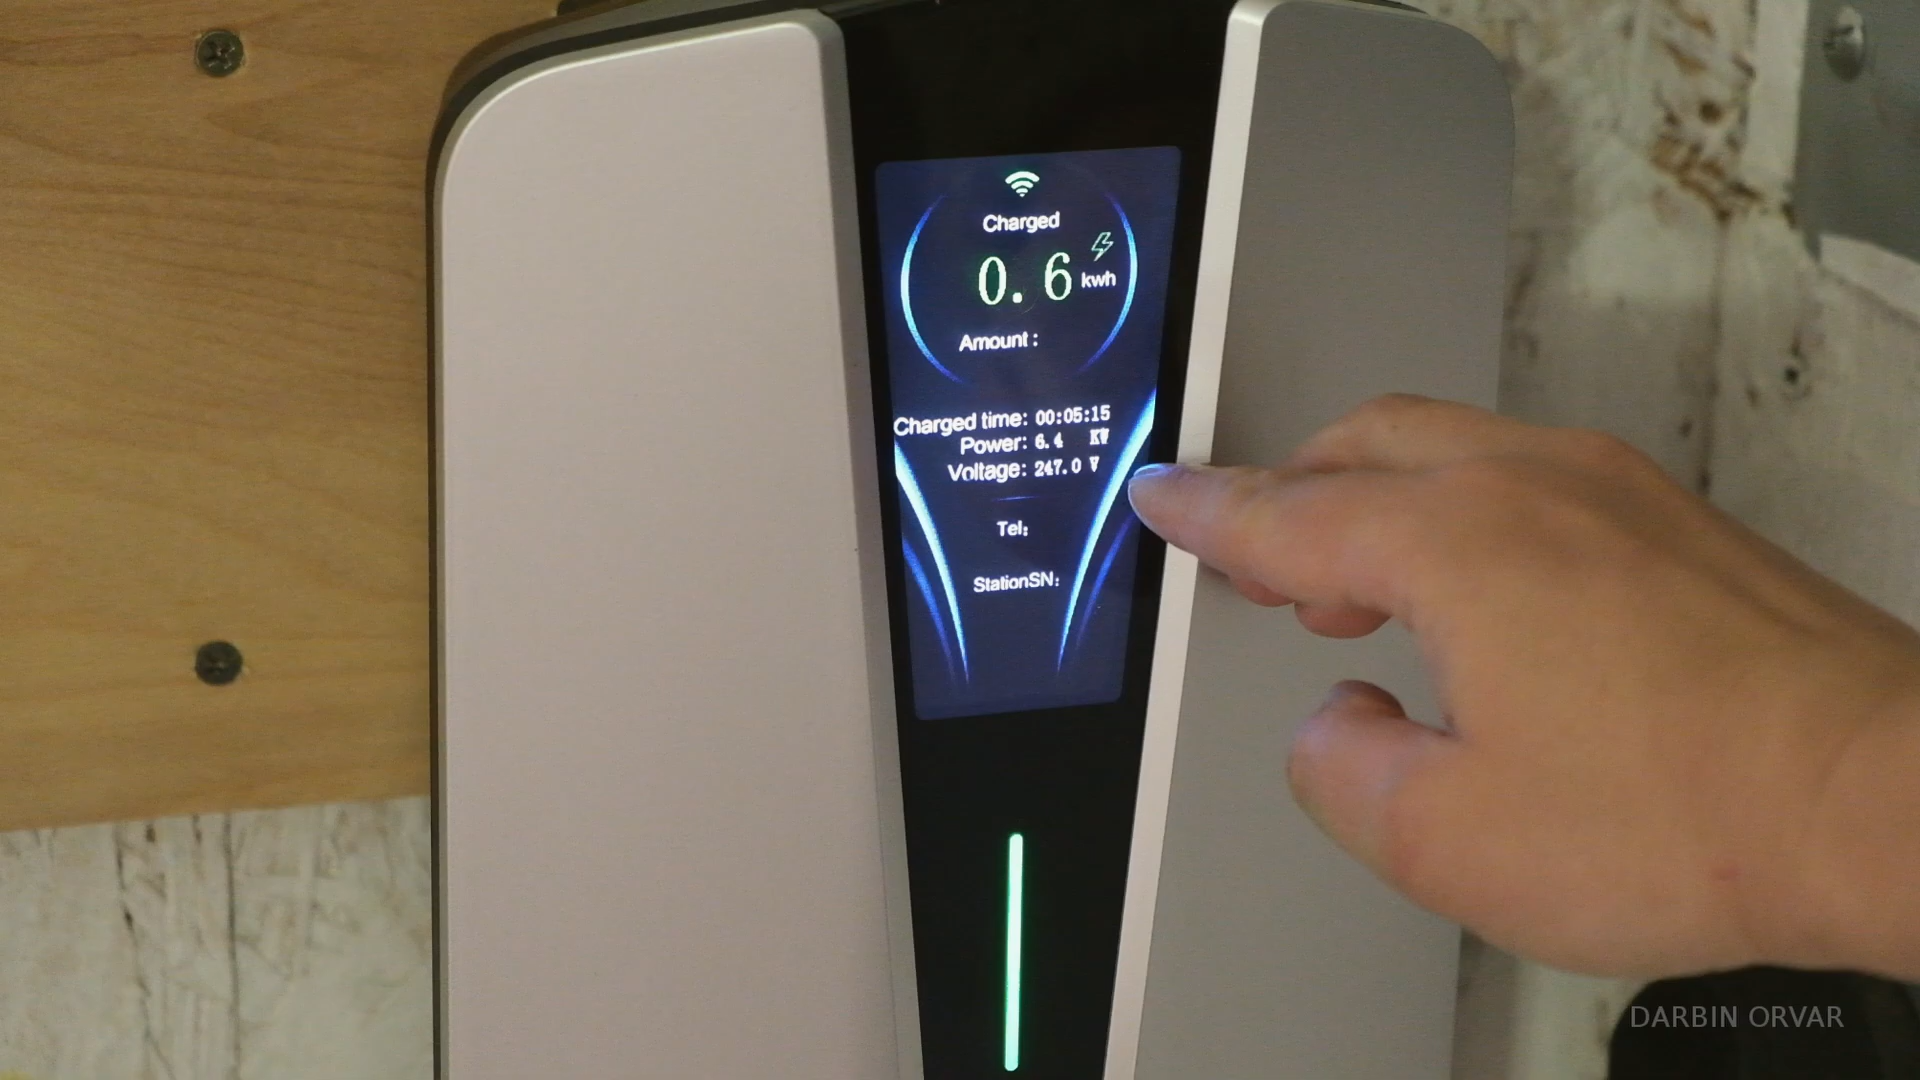 Charged
0.6 kwh
Amount:
Charged time: 00:05:15
Power: 6.4 KW
Voltage: 247.0 V
Tel:
StationSN:
DARBIN ORVAR